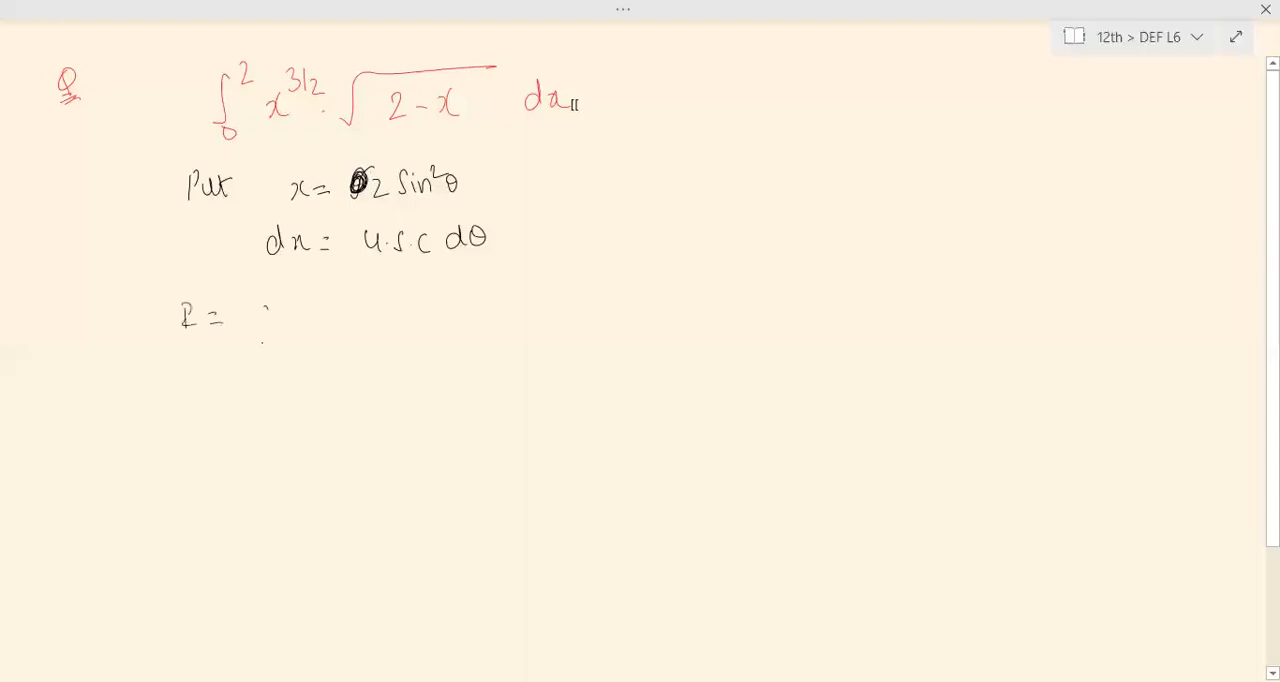 12th > DEF L6
Q ∫₀² x^{3/2} · √(2 - x) dx
Put x = 2 Sin²θ
dx = 4.s.c dθ
I =